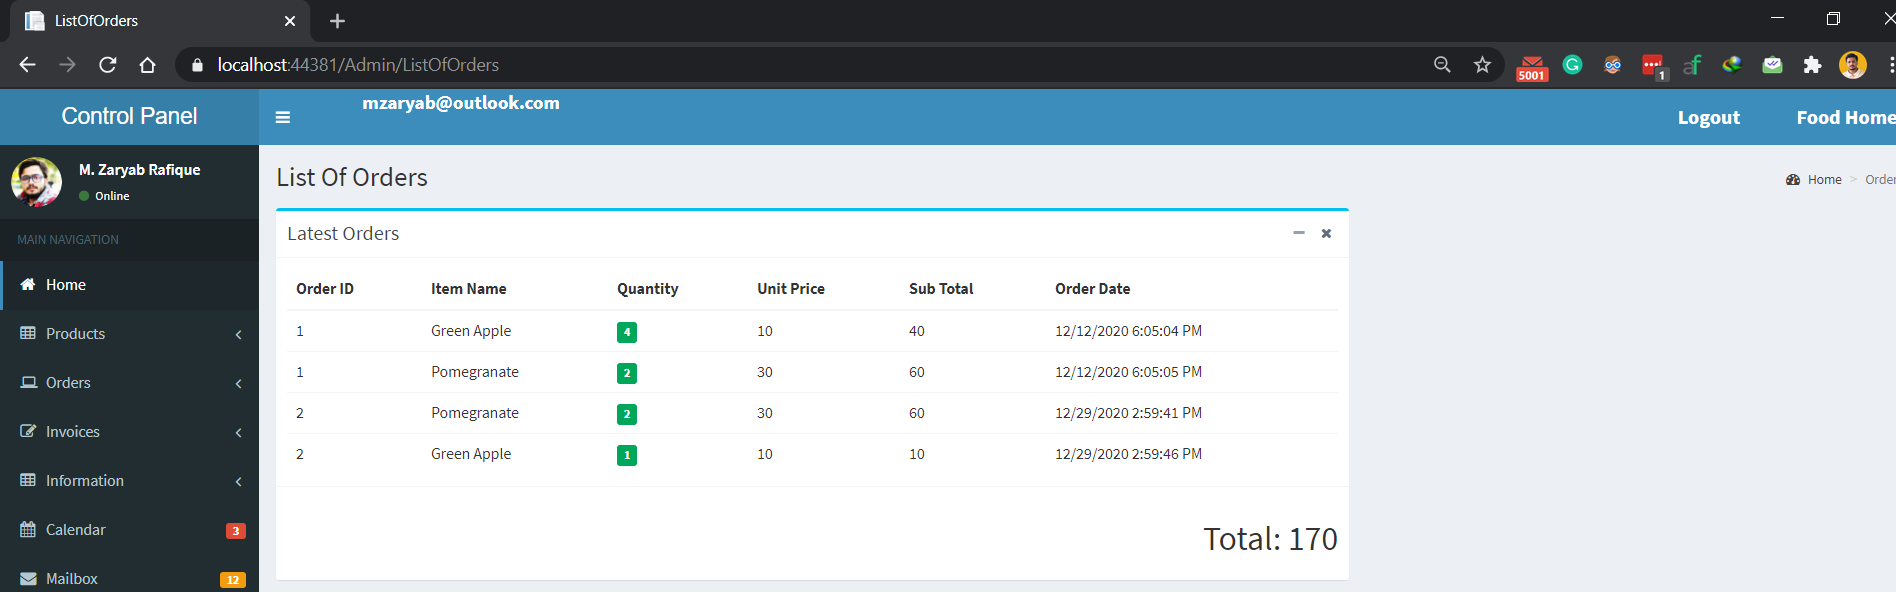 ListOfOrders
localhost:44381/Admin/ListOfOrders
5001
1
Control Panel
mzaryab@outlook.com
Logout
Food Home
M. Zaryab Rafique
Online
MAIN NAVIGATION
Home
Products
Orders
Invoices
Information
Calendar 3
Mailbox 12
List Of Orders
Home > Order
Latest Orders
Order ID Item Name Quantity Unit Price Sub Total Order Date
1 Green Apple 4 10 40 12/12/2020 6:05:04 PM
1 Pomegranate 2 30 60 12/12/2020 6:05:05 PM
2 Pomegranate 2 30 60 12/29/2020 2:59:41 PM
2 Green Apple 1 10 10 12/29/2020 2:59:46 PM
Total: 170